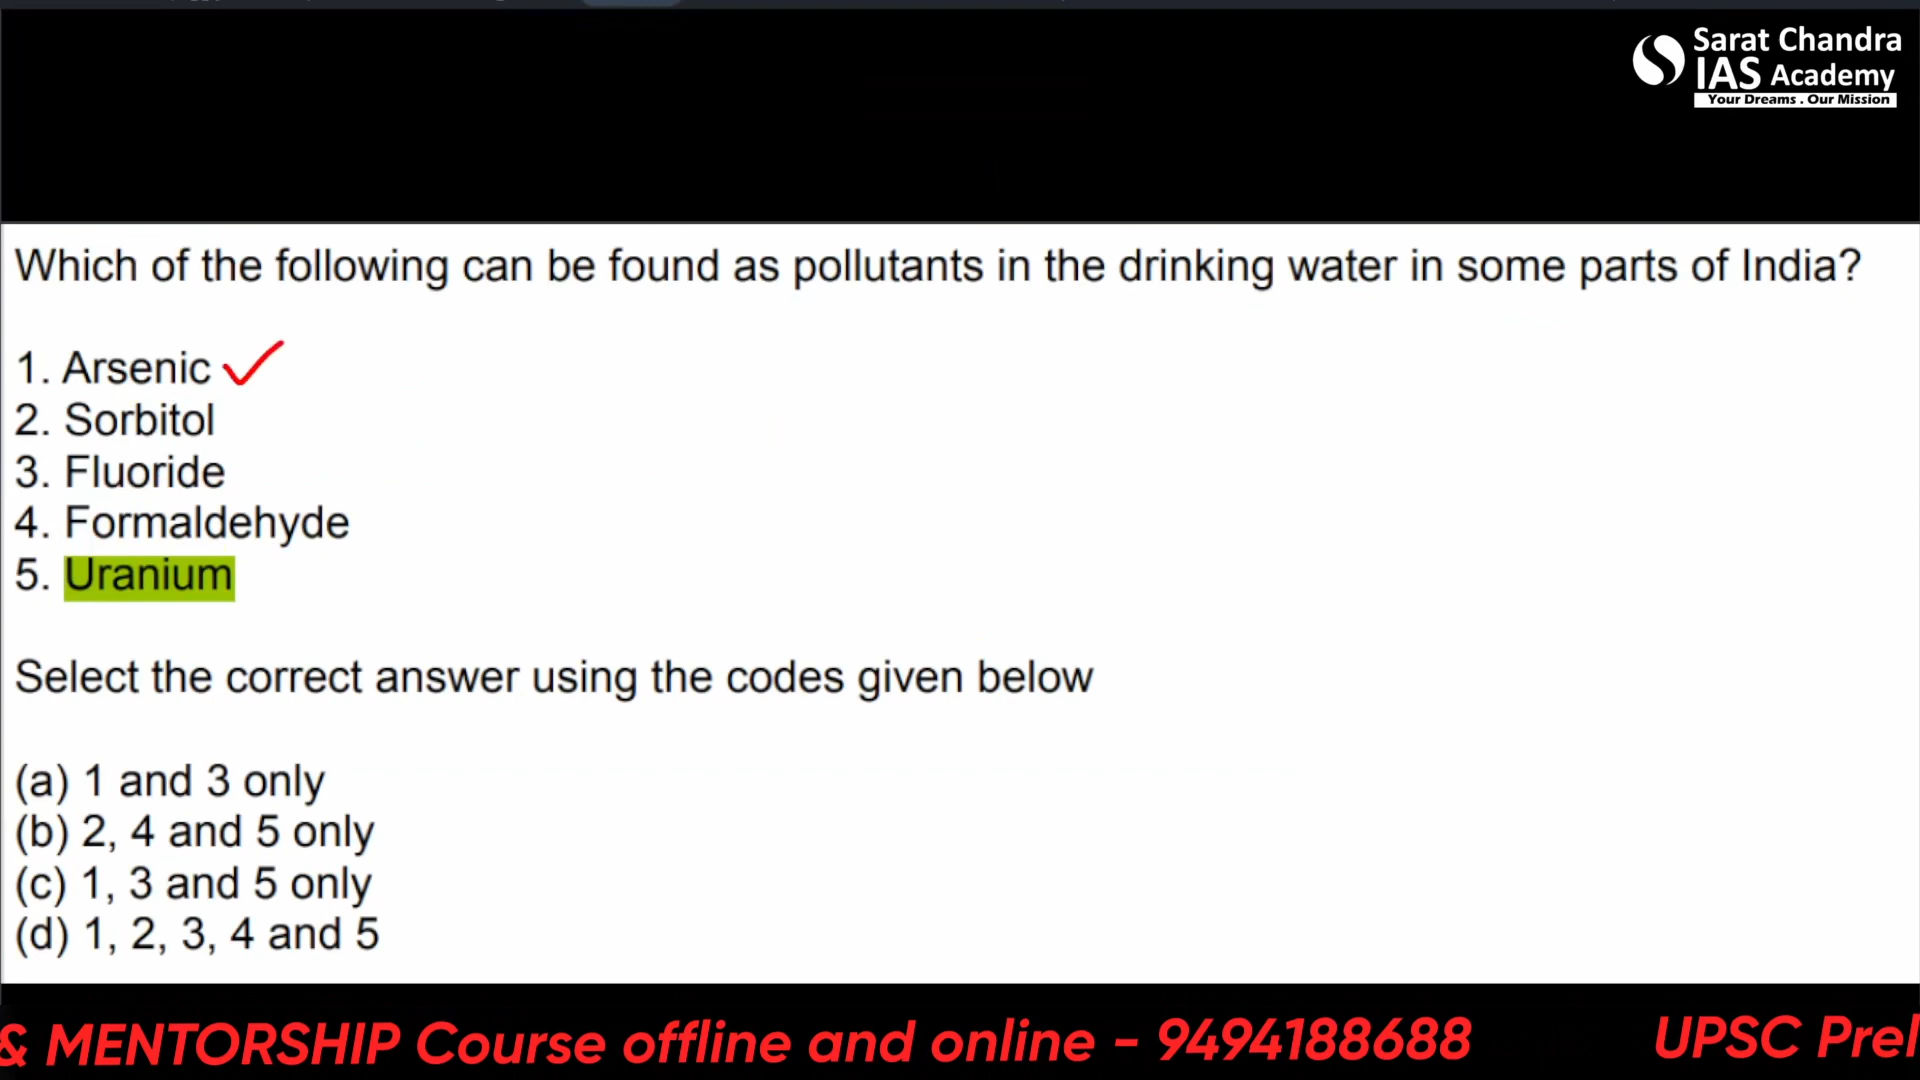 Sarat Chandra
IAS Academy
Your Dreams . Our Mission
Which of the following can be found as pollutants in the drinking water in some parts of India?
1. Arsenic
2. Sorbitol
3. Fluoride
4. Formaldehyde
5. Uranium
Select the correct answer using the codes given below
(a) 1 and 3 only
(b) 2, 4 and 5 only
(c) 1, 3 and 5 only
(d) 1, 2, 3, 4 and 5
& MENTORSHIP Course offline and online - 9494188688 UPSC Prel